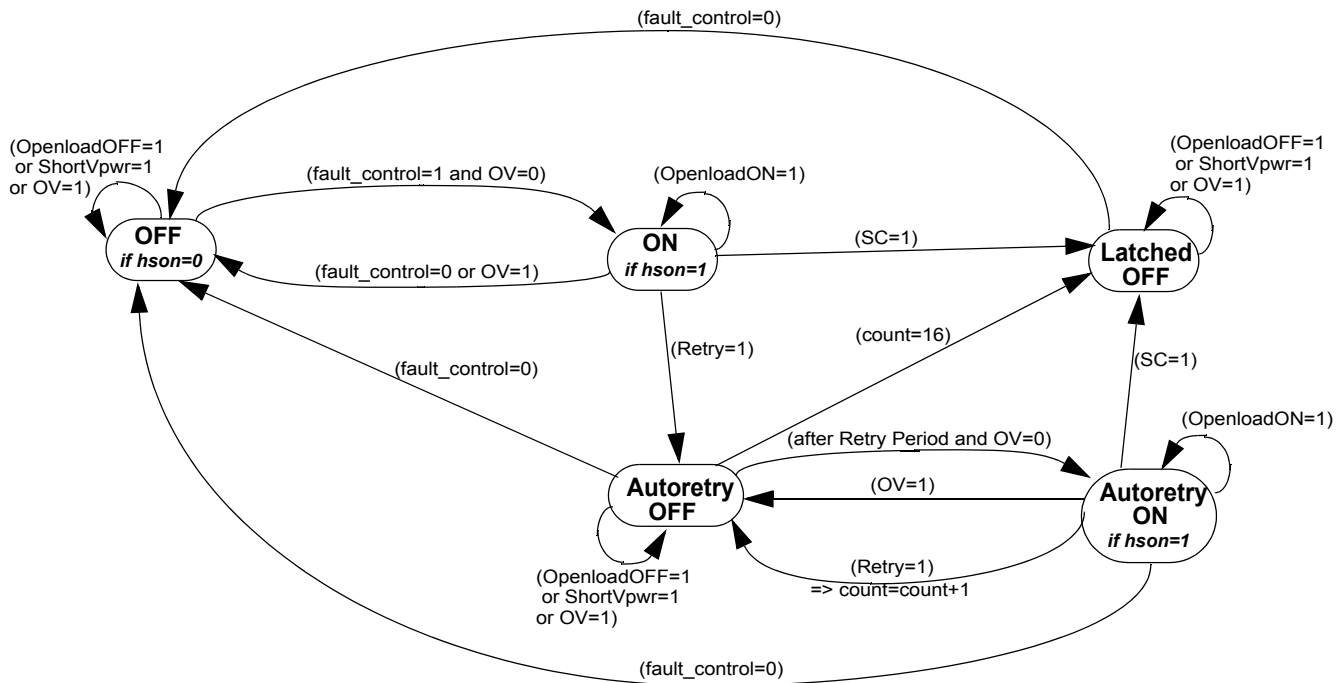 (fault_control=0)
(OpenloadOFF=1
or ShortVpwr=1
or OV=1)
(fault_control=1 and OV=0)
(OpenloadON=1)
(OpenloadOFF=1
or ShortVpwr=1
or OV=1)
OFF
if hson=0
ON
if hson=1
(SC=1)
Latched
OFF
(fault_control=0 or OV=1)
(Retry=1)
(count=16)
(SC=1)
(fault_control=0)
(OpenloadON=1)
(after Retry Period and OV=0)
Autoretry
OFF
(OV=1)
Autoretry
ON
if hson=1
(Retry=1)
=> count=count+1
(OpenloadOFF=1
or ShortVpwr=1
or OV=1)
(fault_control=0)